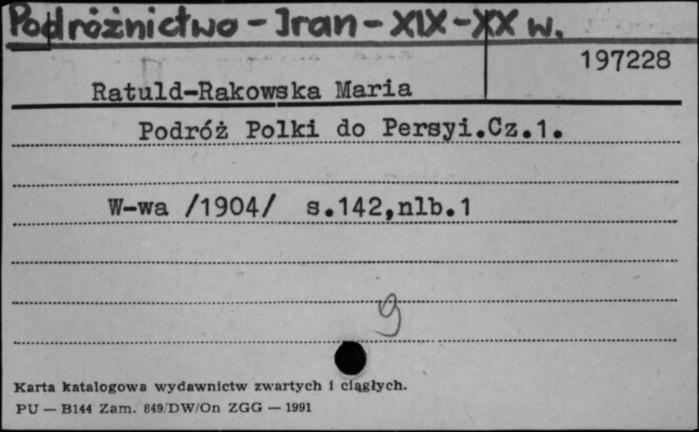 Podróżnictwo - Iran - XIX-XX w.
197228
Ratuld-Rakowska Maria
Podróż Polki do Persyi.Cz.1.
W-wa /1904/ s.142,nlb.1
9
Karta katalogowa wydawnictw zwartych i ciągłych.
PU — B144 Zam. 849/DW/On ZGG — 1991